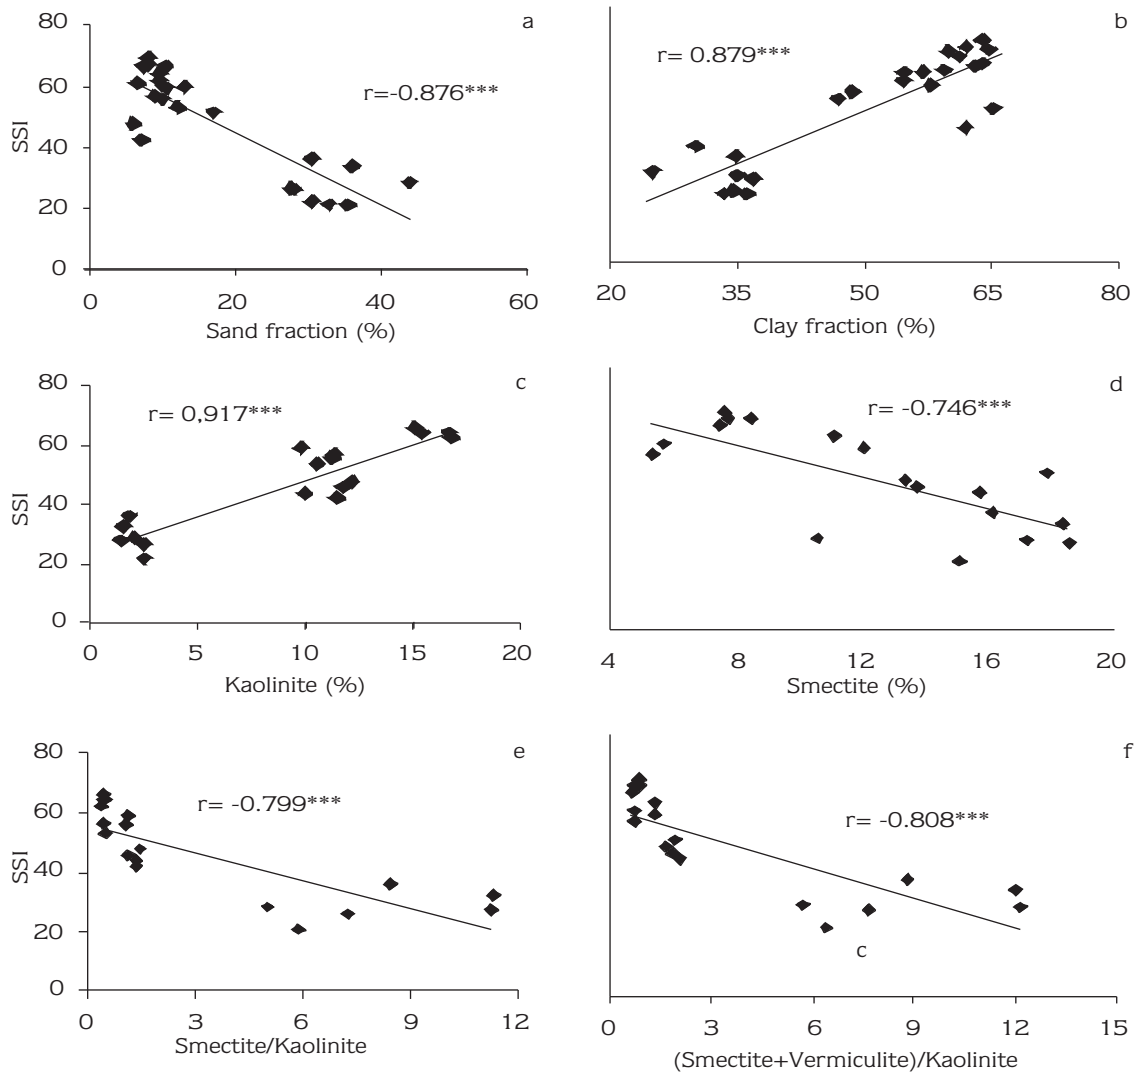 80
a
60
r=-0.876***
SSI
40
20
0
0 20 40 60
Sand fraction (%)
b
r= 0.879***
20 35 50 65 80
Clay fraction (%)
80
c
r= 0,917***
60
SSI
40
20
0
0 5 10 15 20
Kaolinite (%)
d
r= -0.746***
4 8 12 16 20
Smectite (%)
80
e
r= -0.799***
60
SSI
40
20
0
0 3 6 9 12
Smectite/Kaolinite
f
r= -0.808***
c
0 3 6 9 12 15
(Smectite+Vermiculite)/Kaolinite